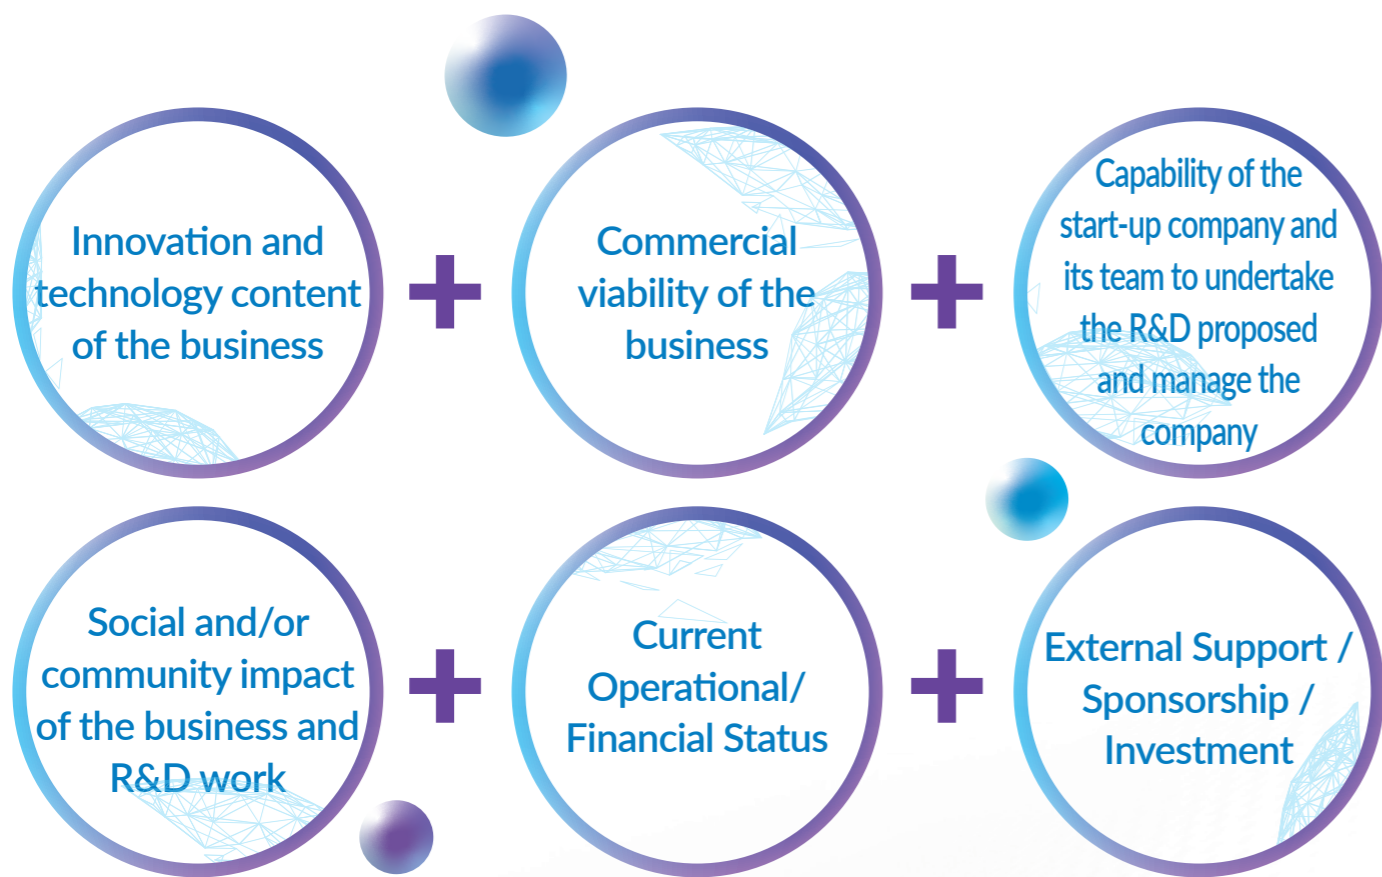 Innovation and
technology content
of the business
+
Commercial
viability of the
business
+
Capability of the
start-up company and
its team to undertake
the R&D proposed
and manage the
company
Social and/or
community impact
of the business and
R&D work
+
Current
Operational/
Financial Status
+
External Support /
Sponsorship /
Investment